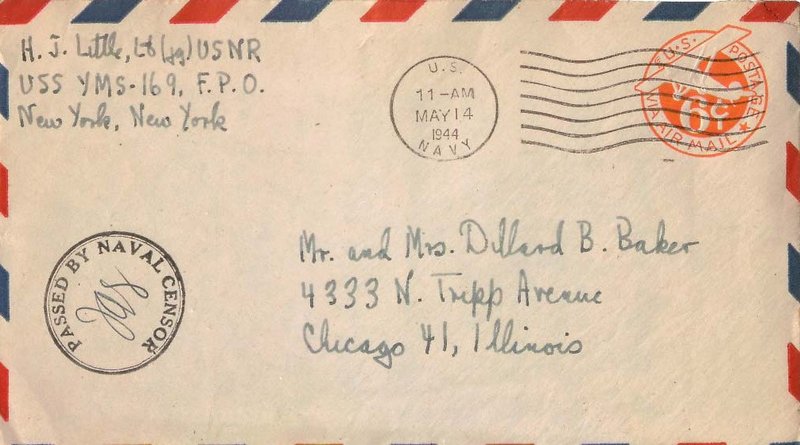 H. J. Little, Lt(jg) USNR
USS YMS-169, F.P.O.
New York, New York
U.S.
11-AM
MAY 14
1944
NAVY
U.S. POSTAGE
6¢
VIA AIR MAIL
Mr. and Mrs. Dillard B. Baker
4333 N. Tripp Avenue
Chicago 41, Illinois
PASSED BY NAVAL CENSOR